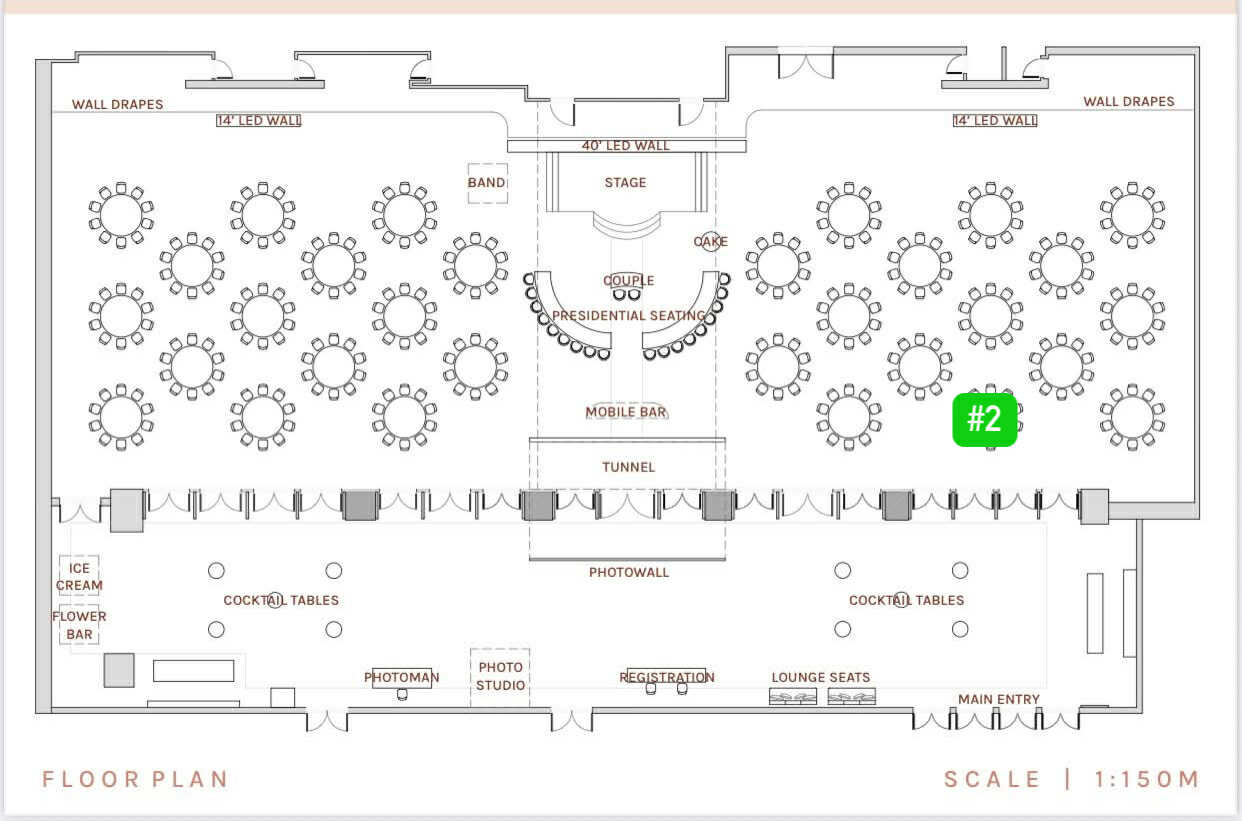 WALL DRAPES
WALL DRAPES
14' LED WALL
14' LED WALL
40' LED WALL
BAND
STAGE
CAKE
COUPLE
PRESIDENTIAL SEATING
MOBILE BAR
#2
TUNNEL
PHOTOWALL
ICE
CREAM
COCKTAIL TABLES
COCKTAIL TABLES
FLOWER
BAR
PHOTOMAN
PHOTO
STUDIO
REGISTRATION
LOUNGE SEATS
MAIN ENTRY
FLOOR PLAN
SCALE | 1:150M